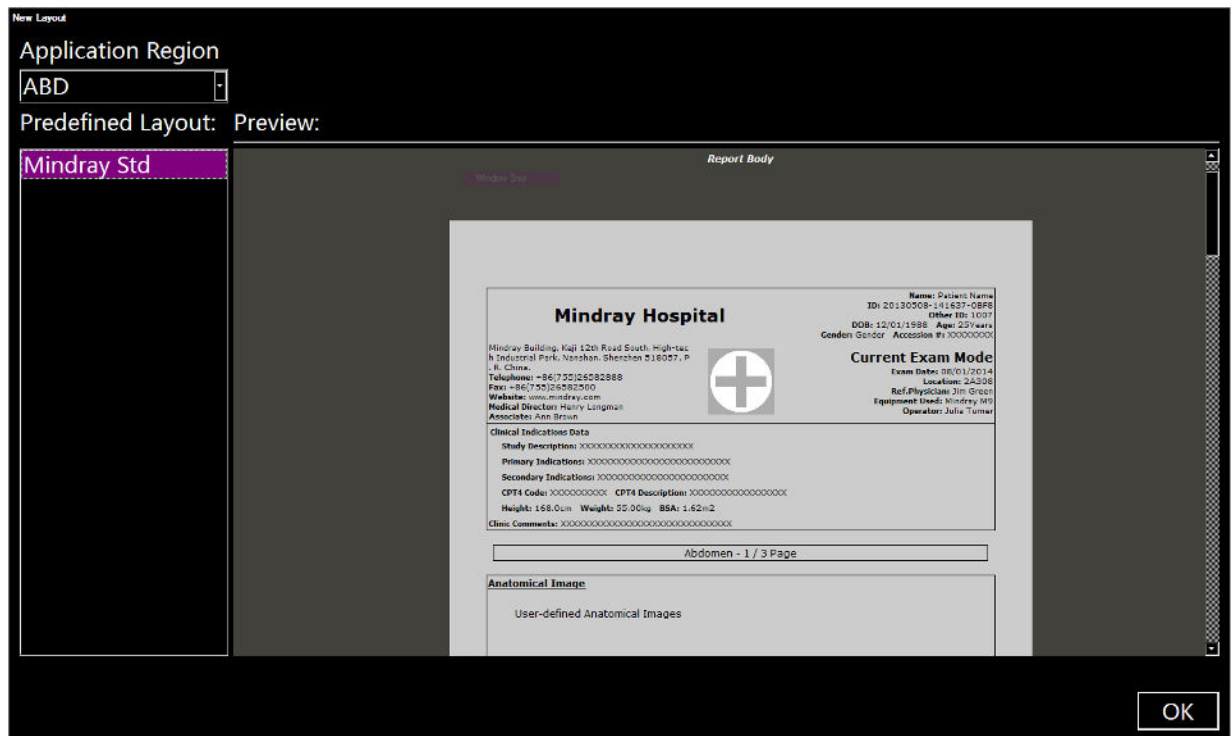 New Layout
Application Region
ABD
Predefined Layout: Preview:
Mindray Std
Report Body
Mindray Hospital
Mindray Building, Keji 12th Road South, High-tec
h Industrial Park, Nanshan, Shenzhen 518057, P
. R. China.
Telephone: +86(755)26582888
Fax: +86(755)26582500
Website: www.mindray.com
Medical Director: Henry Longman
Associate: Ann Brown
Name: Patient Name
ID: 20130508-141637-0BF8
Other ID: 1007
DOB: 12/01/1988 Age: 25Years
Gender: Gender Accession #: XXXXXXXX
Current Exam Mode
Exam Date: 08/01/2014
Location: 2A308
Ref.Physician: Jim Green
Equipment Used: Mindray M9
Operator: Julia Turner
Clinical Indications Data
Study Description: XXXXXXXXXXXXXXXXXXXX
Primary Indications: XXXXXXXXXXXXXXXXXXXXXXXXX
Secondary Indications: XXXXXXXXXXXXXXXXXXXXXXX
CPT4 Code: XXXXXXXXXX CPT4 Description: XXXXXXXXXXXXXXXXX
Height: 168.0cm Weight: 55.00kg BSA: 1.62m2
Clinic Comments: XXXXXXXXXXXXXXXXXXXXXXXXXXXXXX
Abdomen - 1 / 3 Page
Anatomical Image
User-defined Anatomical Images
OK